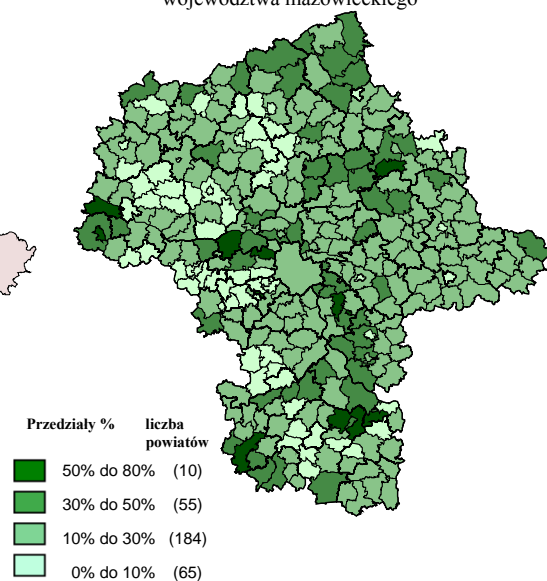 województwa mazowieckiego
Przedziały % liczba
powiatów
50% do 80% (10)
30% do 50% (55)
10% do 30% (184)
0% do 10% (65)